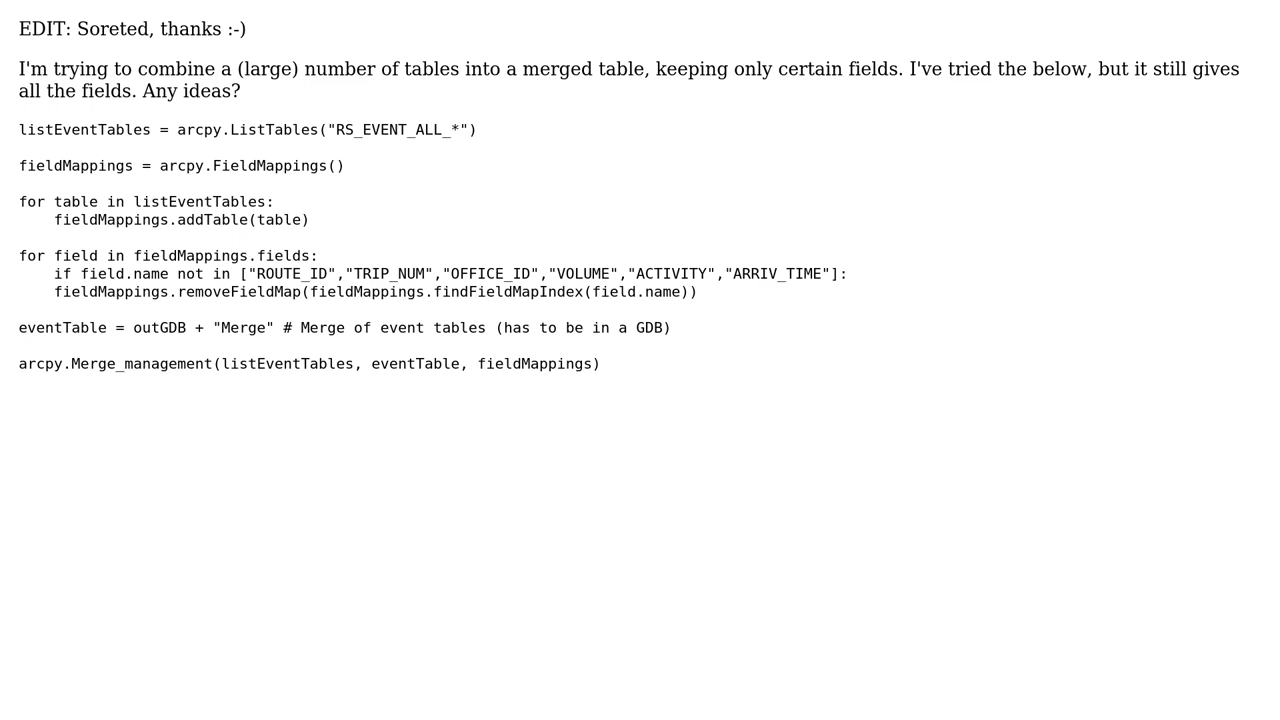 EDIT: Soreted, thanks :-)
I'm trying to combine a (large) number of tables into a merged table, keeping only certain fields. I've tried the below, but it still gives
all the fields. Any ideas?
listEventTables = arcpy.ListTables("RS_EVENT_ALL_*")
fieldMappings = arcpy.FieldMappings()
for table in listEventTables:
    fieldMappings.addTable(table)
for field in fieldMappings.fields:
    if field.name not in ["ROUTE_ID","TRIP_NUM","OFFICE_ID","VOLUME","ACTIVITY","ARRIV_TIME"]:
    fieldMappings.removeFieldMap(fieldMappings.findFieldMapIndex(field.name))
eventTable = outGDB + "Merge" # Merge of event tables (has to be in a GDB)
arcpy.Merge_management(listEventTables, eventTable, fieldMappings)